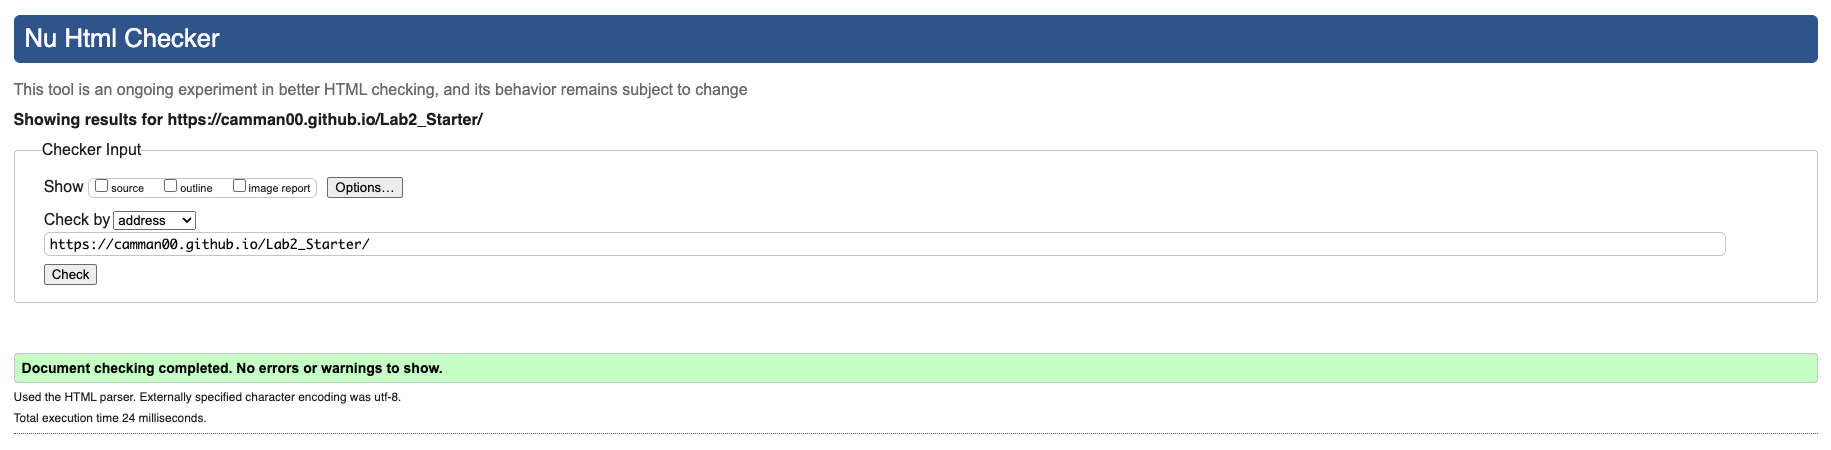 Nu Html Checker
This tool is an ongoing experiment in better HTML checking, and its behavior remains subject to change
Showing results for https://camman00.github.io/Lab2_Starter/
Checker Input
Show source outline image report Options...
Check by address
https://camman00.github.io/Lab2_Starter/
Check
Document checking completed. No errors or warnings to show.
Used the HTML parser. Externally specified character encoding was utf-8.
Total execution time 24 milliseconds.